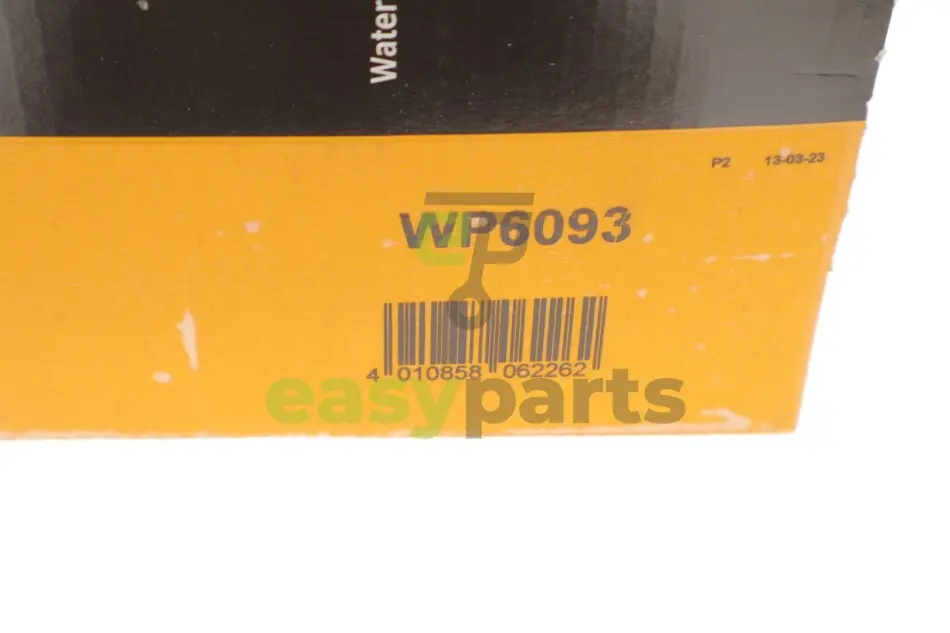 Water
P2 13-03-23
WP6093
4 010858 062262
easyparts